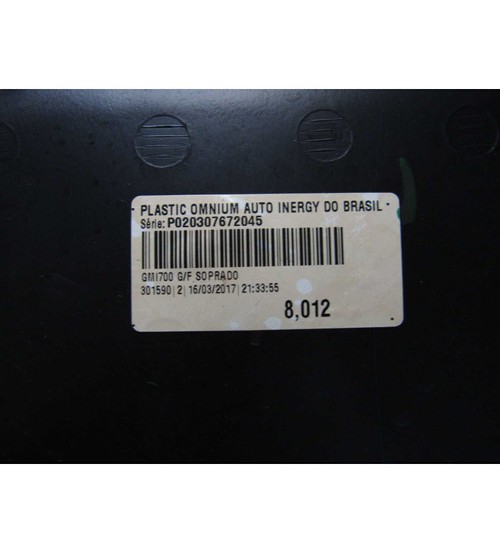 PLASTIC OMNIUM AUTO INERGY DO BRASIL -
Série: P020307672045
GMI700 G/F SOPRADO
301590|2|16/03/2017|21:33:55
8,012